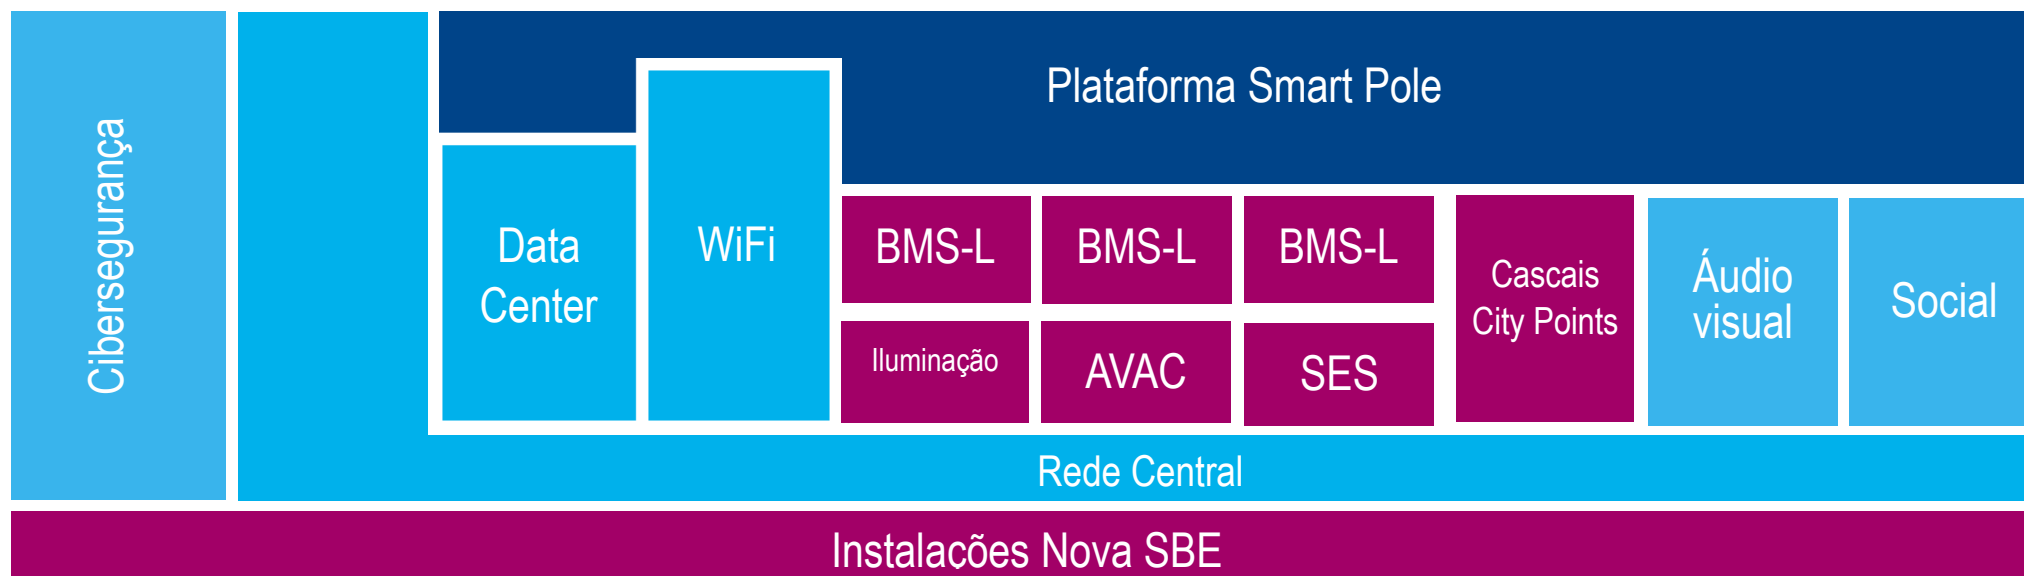 Cibersegurança
Plataforma Smart Pole
Data
Center
WiFi
BMS-L
BMS-L
BMS-L
Iluminação
AVAC
SES
Cascais
City Points
Áudio
visual
Social
Rede Central
Instalações Nova SBE